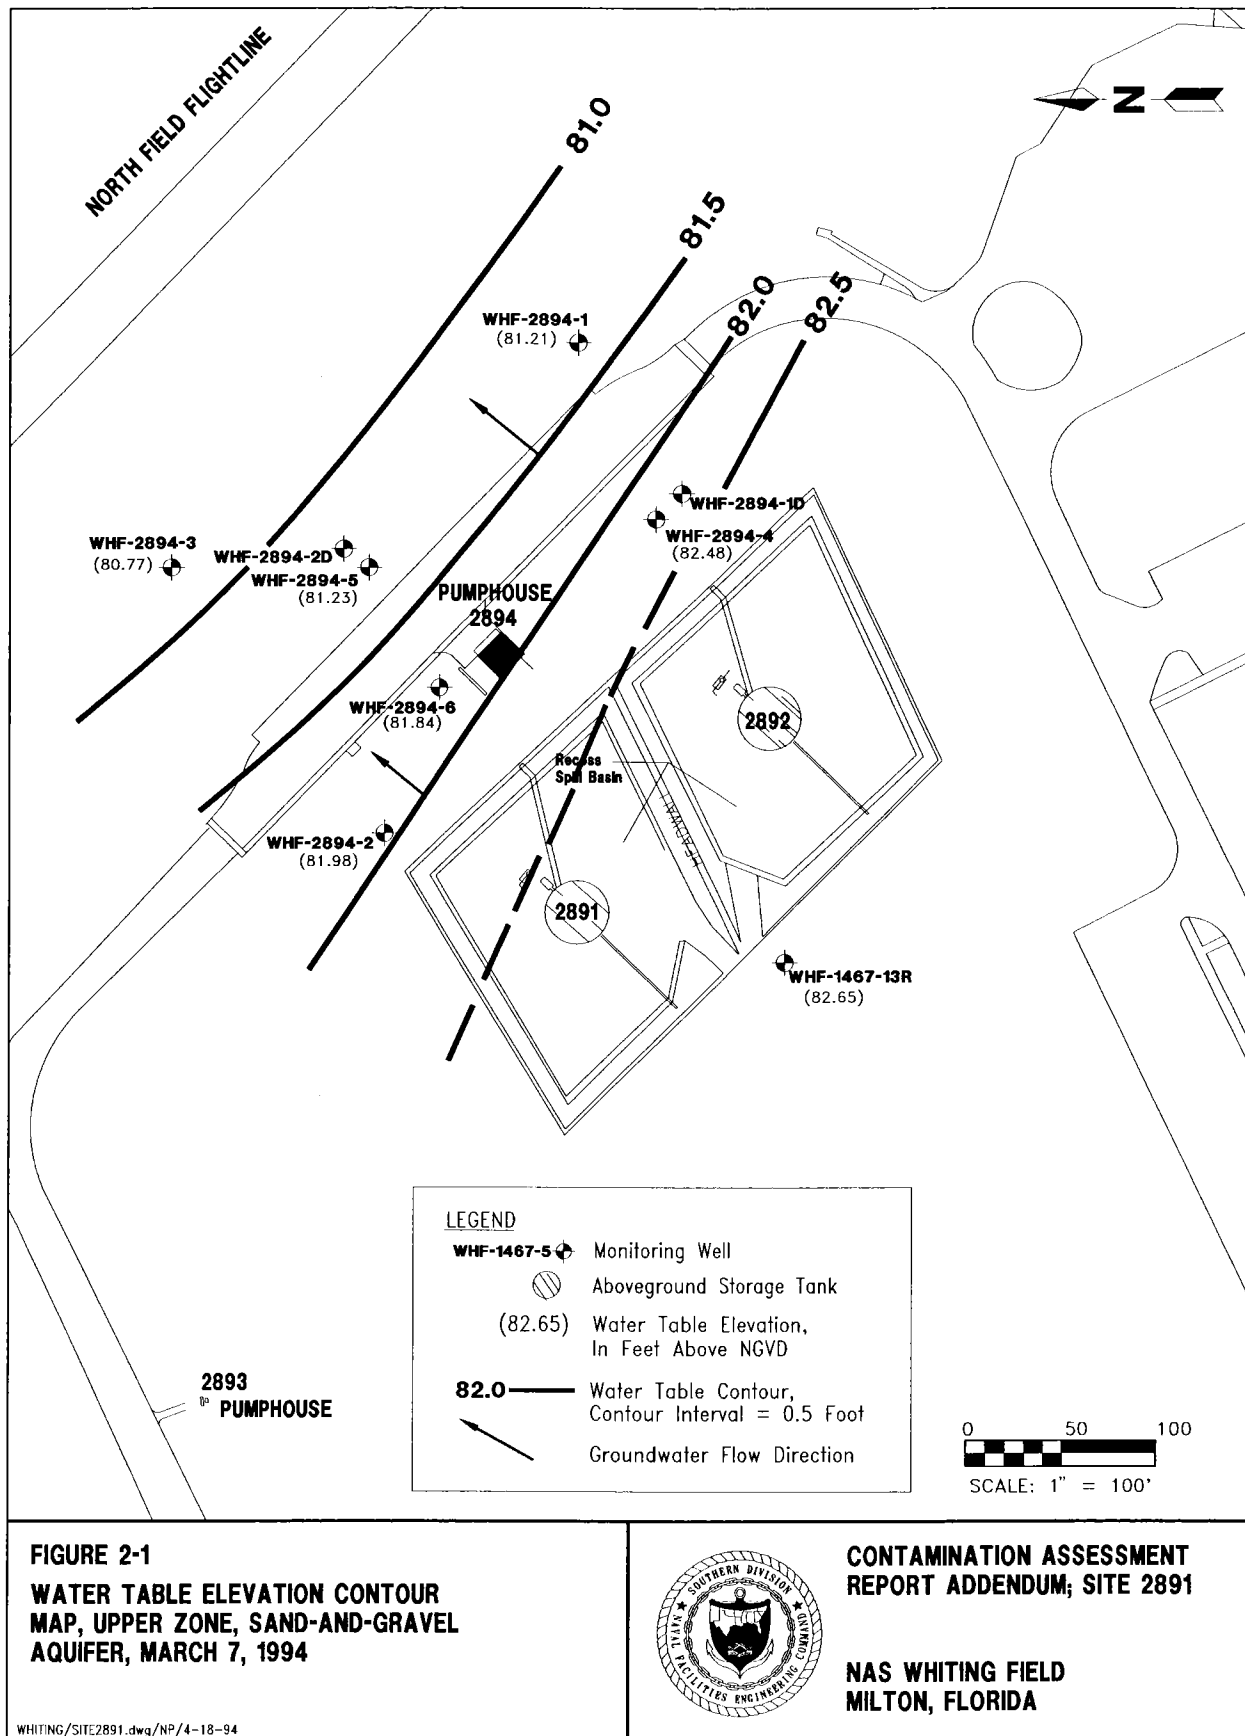 NORTH FIELD FLIGHTLINE
81.0
N
81.5
82.0
82.5
WHF-2894-1
(81.21)
WHF-2894-1D
WHF-2894-4
(82.48)
WHF-2894-3
(80.77)
WHF-2894-2D
WHF-2894-5
(81.23)
PUMPHOUSE
2894
WHF-2894-6
(81.84)
2892
Recess
Spill Basin
HEADWALL
WHF-2894-2
(81.98)
2891
WHF-1467-13R
(82.65)
LEGEND
WHF-1467-5 Monitoring Well
Aboveground Storage Tank
(82.65) Water Table Elevation,
In Feet Above NGVD
82.0 Water Table Contour,
Contour Interval = 0.5 Foot
Groundwater Flow Direction
2893
PUMPHOUSE
0 50 100
SCALE: 1" = 100'
FIGURE 2-1
WATER TABLE ELEVATION CONTOUR
MAP, UPPER ZONE, SAND-AND-GRAVEL
AQUIFER, MARCH 7, 1994
SOUTHERN DIVISION
NAVAL FACILITIES ENGINEERING COMMAND
CONTAMINATION ASSESSMENT
REPORT ADDENDUM; SITE 2891
NAS WHITING FIELD
MILTON, FLORIDA
WHITING/SITE2891.dwg/NP/4-18-94